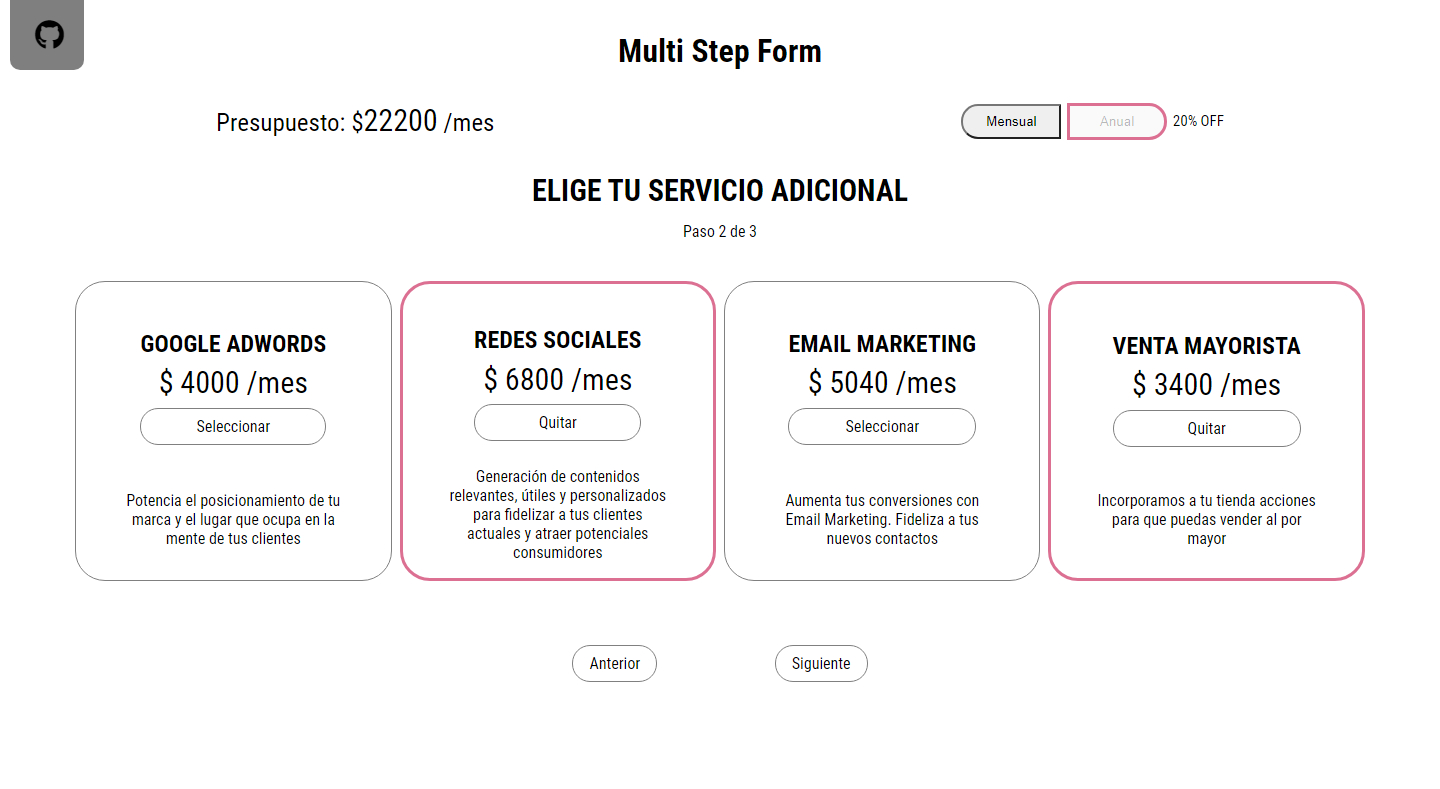 Multi Step Form
Presupuesto: $22200 /mes
Mensual
Anual
20% OFF
ELIGE TU SERVICIO ADICIONAL
Paso 2 de 3
GOOGLE ADWORDS
$ 4000 /mes
Seleccionar
Potencia el posicionamiento de tu
marca y el lugar que ocupa en la
mente de tus clientes
REDES SOCIALES
$ 6800 /mes
Quitar
Generación de contenidos
relevantes, útiles y personalizados
para fidelizar a tus clientes
actuales y atraer potenciales
consumidores
EMAIL MARKETING
$ 5040 /mes
Seleccionar
Aumenta tus conversiones con
Email Marketing. Fideliza a tus
nuevos contactos
VENTA MAYORISTA
$ 3400 /mes
Quitar
Incorporamos a tu tienda acciones
para que puedas vender al por
mayor
Anterior
Siguiente